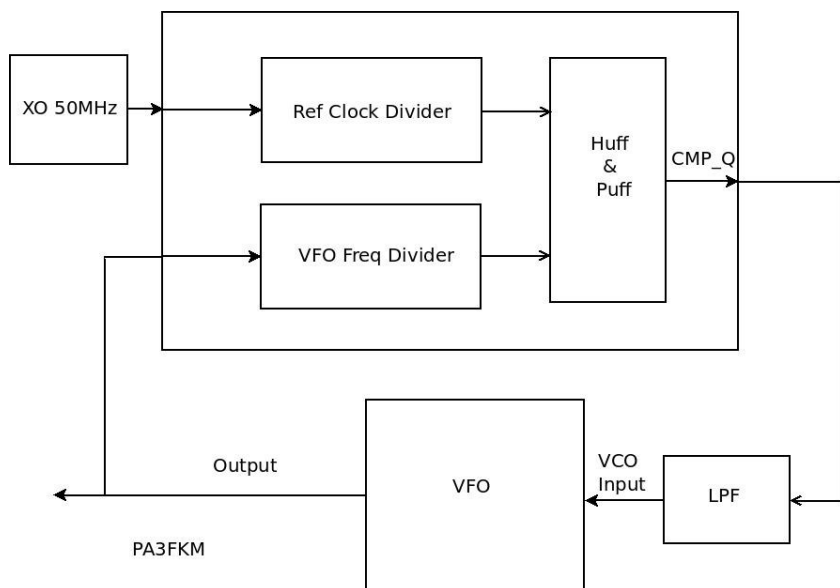 XO 50MHz
Ref Clock Divider
Huff
&
Puff
CMP_Q
VFO Freq Divider
Output
VFO
VCO
Input
LPF
PA3FKM